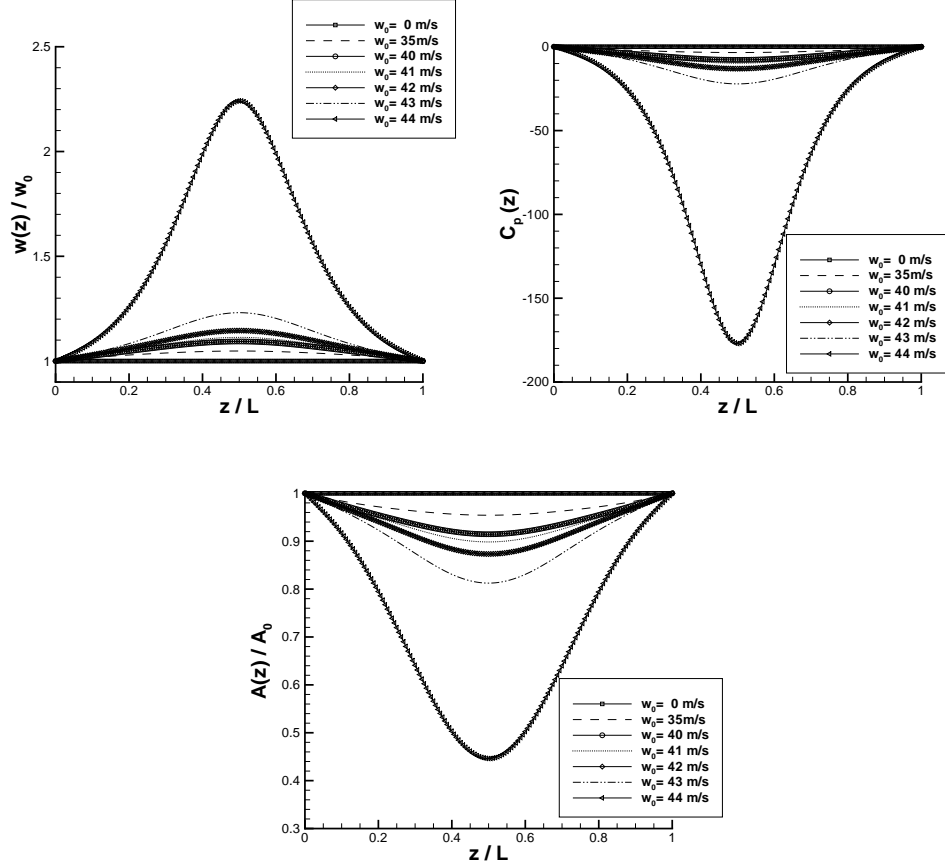 w(z) / w0
2.5
2
1.5
1
0 0.2 0.4 0.6 0.8 1
z / L
w0= 0 m/s
w0= 35m/s
w0= 40 m/s
w0= 41 m/s
w0= 42 m/s
w0= 43 m/s
w0= 44 m/s
Cp (z)
0
-50
-100
-150
-200
0 0.2 0.4 0.6 0.8 1
z / L
w0= 0 m/s
w0= 35m/s
w0= 40 m/s
w0= 41 m/s
w0= 42 m/s
w0= 43 m/s
w0= 44 m/s
A(z) / A0
1
0.9
0.8
0.7
0.6
0.5
0.4
0.3
0 0.2 0.4 0.6 0.8 1
z / L
w0= 0 m/s
w0= 35m/s
w0= 40 m/s
w0= 41 m/s
w0= 42 m/s
w0= 43 m/s
w0= 44 m/s